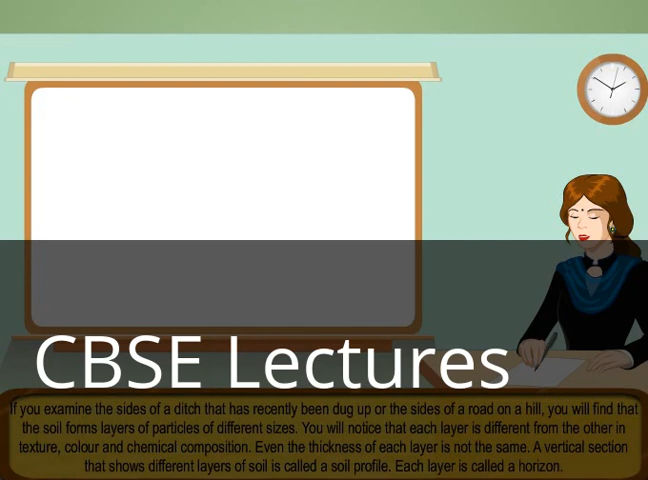 CBSE Lectures
If you examine the sides of a ditch that has recently been dug up or the sides of a road on a hill, you will find that
the soil forms layers of particles of different sizes. You will notice that each layer is different from the other in
texture, colour and chemical composition. Even the thickness of each layer is not the same. A vertical section
that shows different layers of soil is called a soil profile. Each layer is called a horizon.